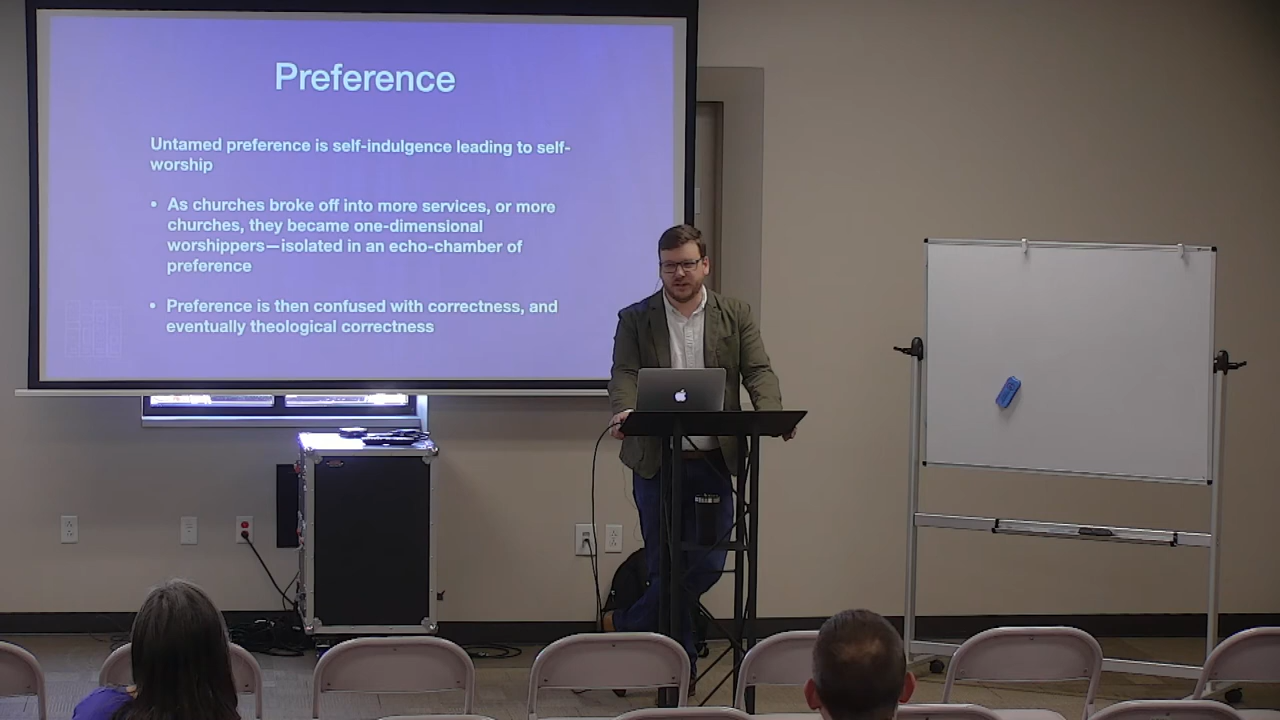 Preference
Untamed preference is self-indulgence leading to self-
worship
• As churches broke off into more services, or more
churches, they became one-dimensional
worshippers—isolated in an echo-chamber of
preference
• Preference is then confused with correctness, and
eventually theological correctness